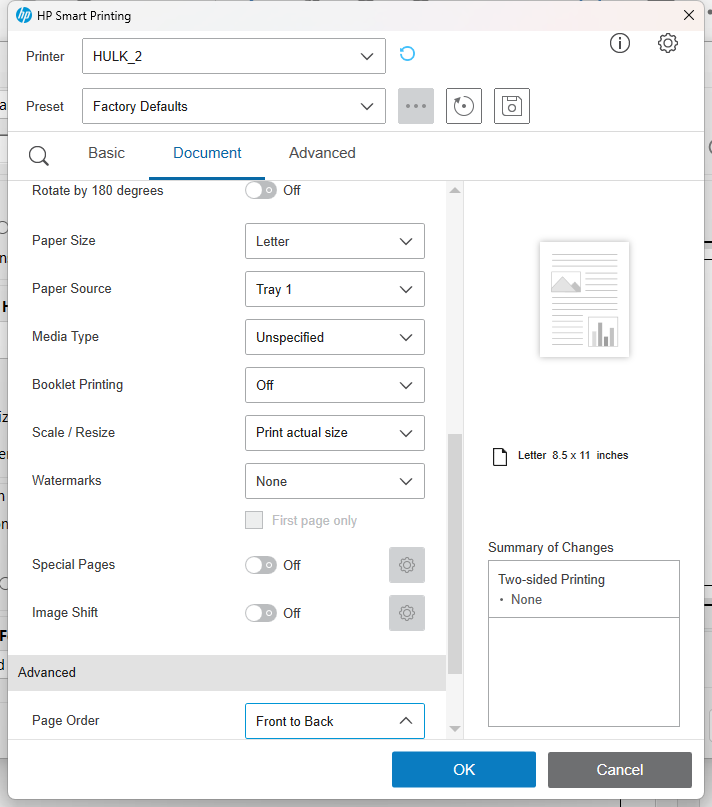 hp HP Smart Printing
Printer HULK_2
Preset Factory Defaults
Basic Document Advanced
Rotate by 180 degrees Off
Paper Size Letter
Paper Source Tray 1
Media Type Unspecified
Booklet Printing Off
Scale / Resize Print actual size
Watermarks None
First page only
Special Pages Off
Image Shift Off
Advanced
Page Order Front to Back
Letter 8.5 x 11 inches
Summary of Changes
Two-sided Printing
• None
OK Cancel